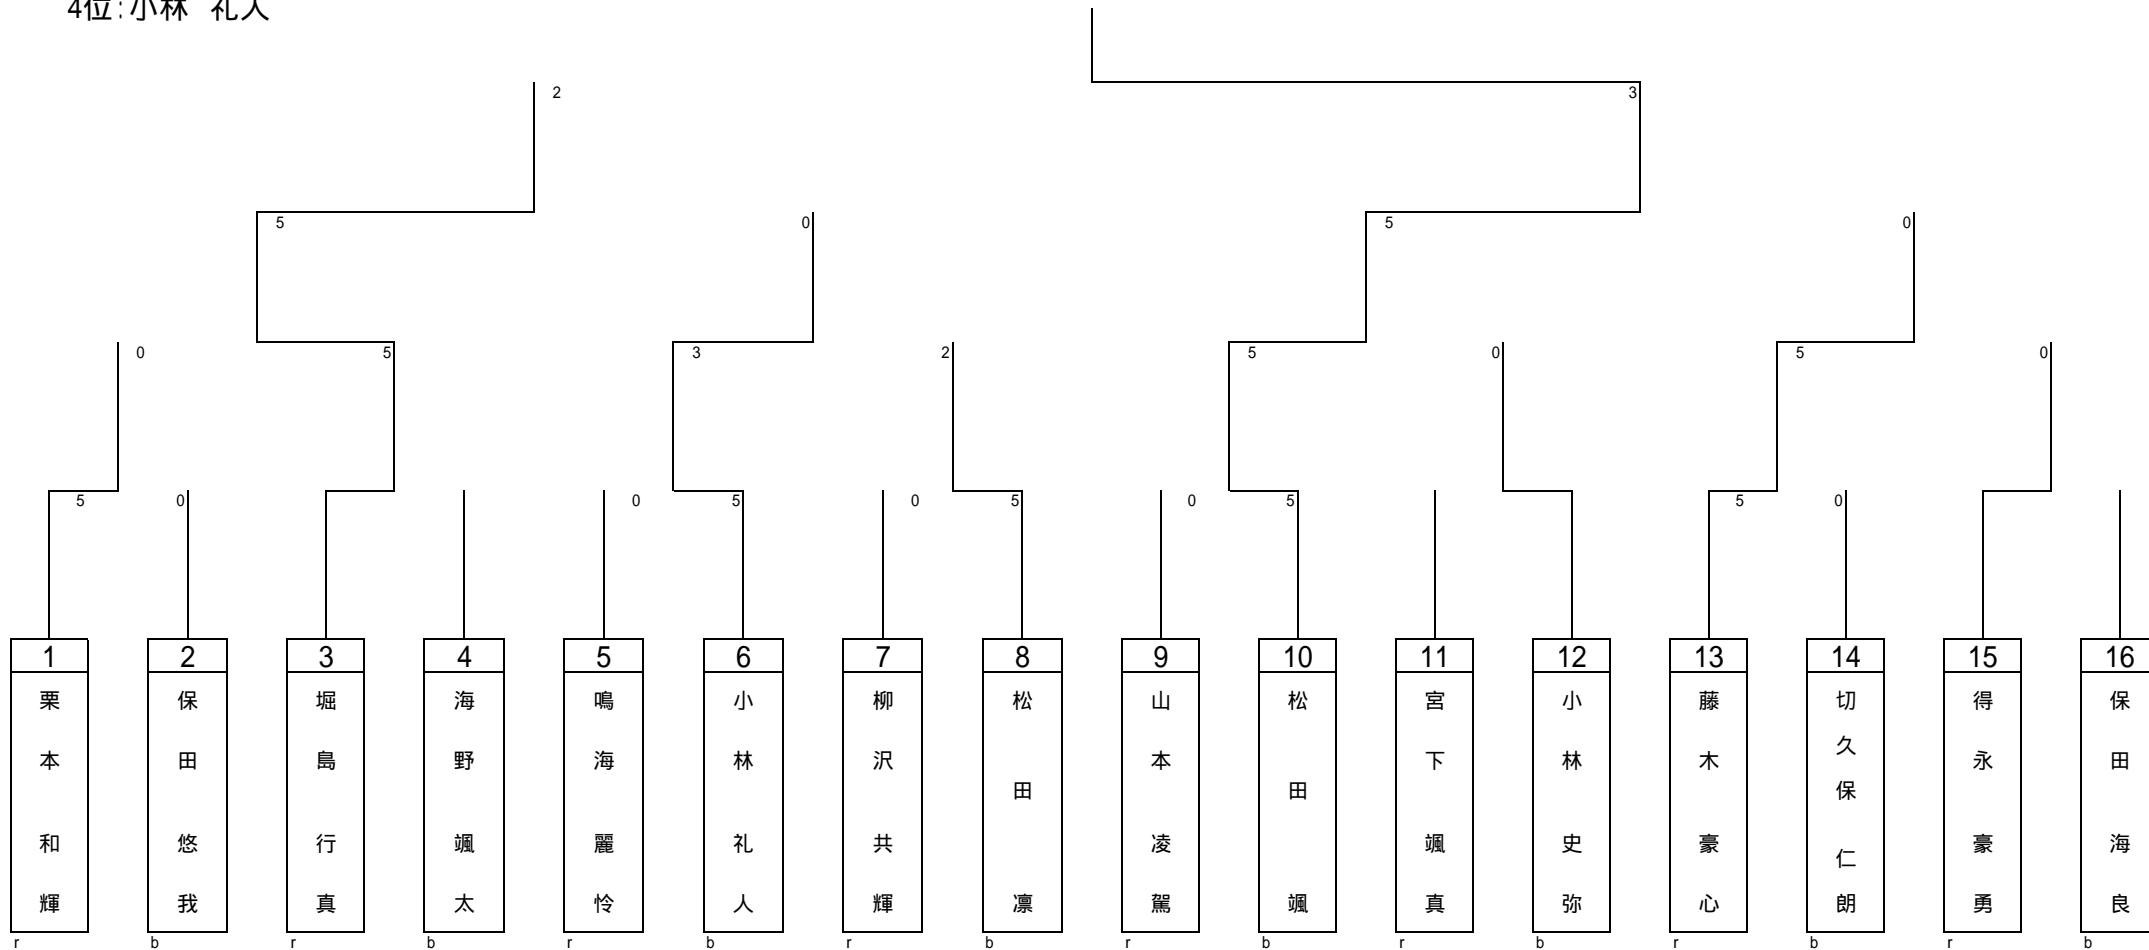 4位:小林 礼人
2 3
5 0 5 0
0 5 3 2 5 0 5 0
5 0 0 5 0 5 0 5 5 0
1 2 3 4 5 6 7 8 9 10 11 12 13 14 15 16
栗本 和輝
保田 悠我
堀島 行真
海野 颯太
鳴海 麗怜
小林 礼人
柳沢 共輝
松田 凛
山本 凌駕
松田 颯
宮下 颯真
小林 史弥
藤木 豪心
切久保 仁朗
得永 豪勇
保田 海良
r b r b r b r b r b r b r b r b